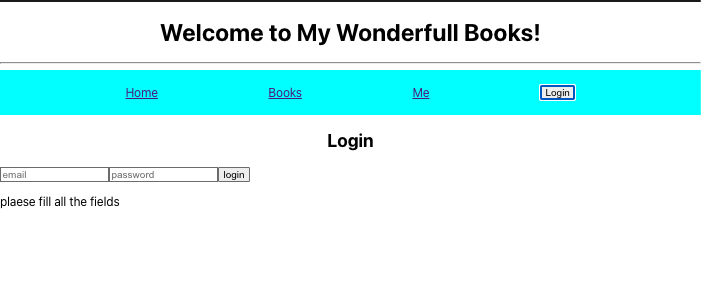 Welcome to My Wonderfull Books!
Home Books Me Login
Login
email password login
plaese fill all the fields